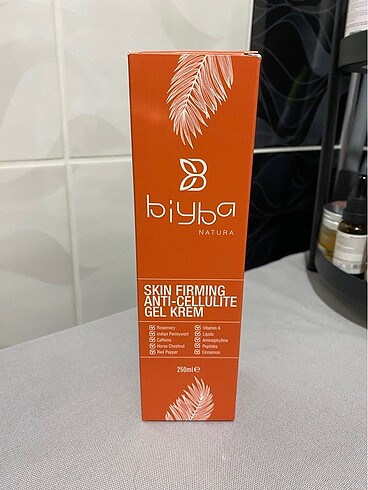 biyba
NATURA
SKIN FIRMING
ANTI-CELLULITE
GEL KREM
Rosemary
Indian Pennywort
Caffeine
Horse Chestnut
Red Pepper
Vitamin A
Lipids
Aminophylline
Peptides
Cinnamon
250ml℮